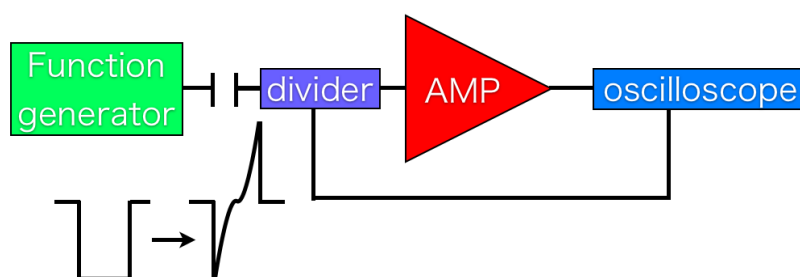 Function
generator
divider
AMP
oscilloscope